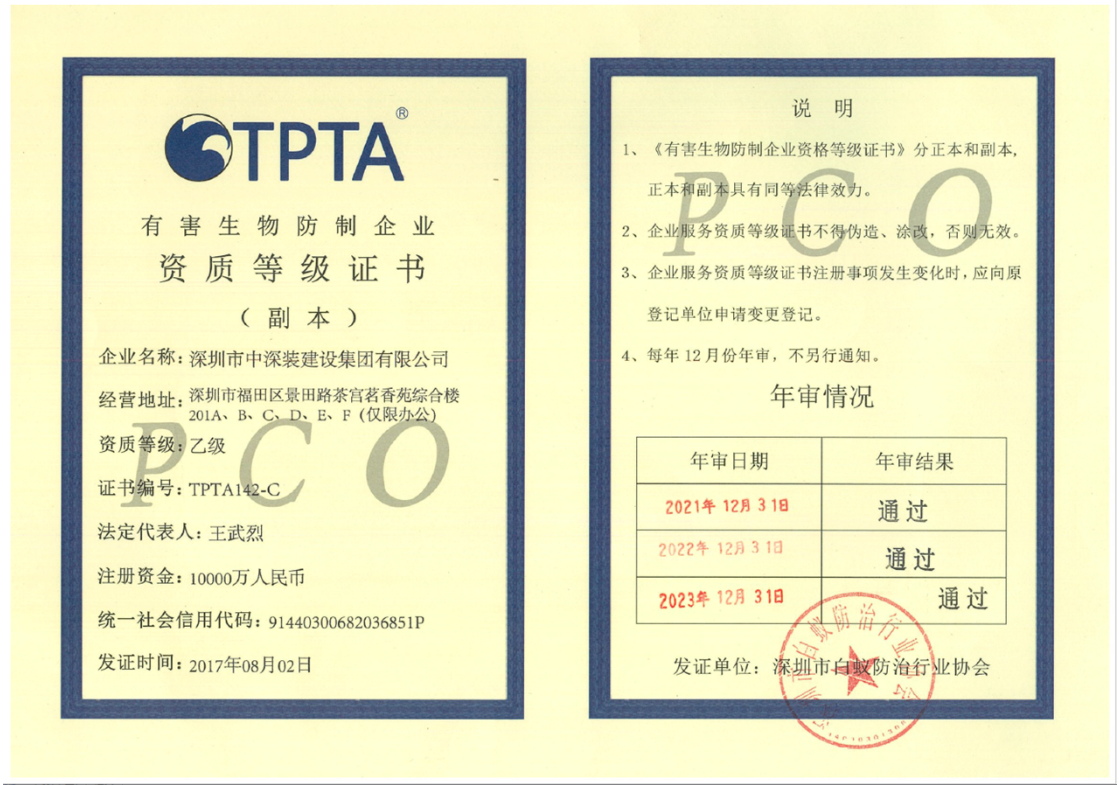 TPTA®
有害生物防制企业
资质等级证书
（副本）
企业名称：深圳市中深装建设集团有限公司
经营地址：深圳市福田区景田路茶宫茗香苑综合楼
201A、B、C、D、E、F（仅限办公）
资质等级：乙级
证书编号：TPTA142-C
法定代表人：王武烈
注册资金：10000万人民币
统一社会信用代码：91440300682036851P
发证时间：2017年08月02日
PCO
说 明
1、《有害生物防制企业资格等级证书》分正本和副本，
正本和副本具有同等法律效力。
2、企业服务资质等级证书不得伪造、涂改，否则无效。
3、企业服务资质等级证书注册事项发生变化时，应向原
登记单位申请变更登记。
4、每年12月份年审，不另行通知。
PCO
年审情况
年审日期 年审结果
2021年 12月 31日 通过
2022年 12月 31日 通过
2023年 12月 31日 通过
发证单位：深圳市白蚁防治行业协会
深圳市白蚁防治行业协会